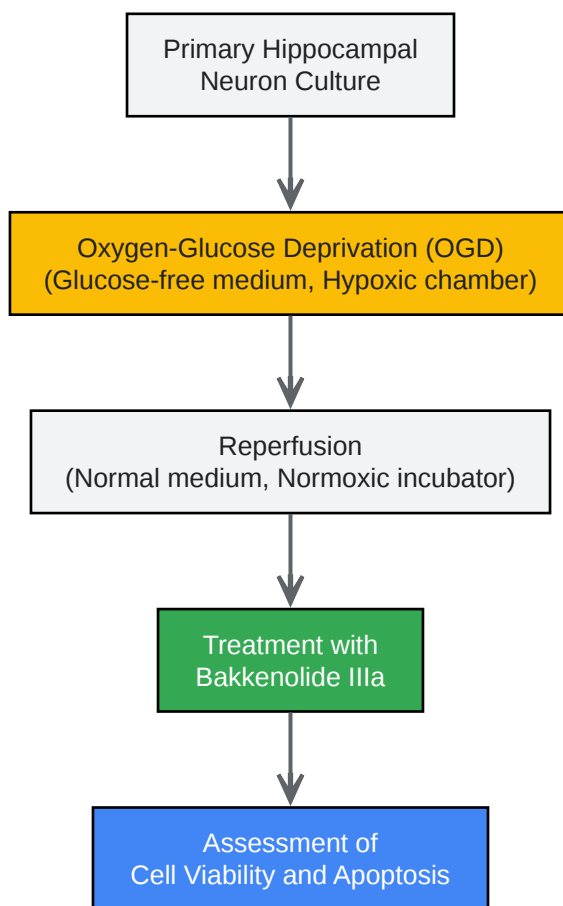 Primary Hippocampal
Neuron Culture
Oxygen-Glucose Deprivation (OGD)
(Glucose-free medium, Hypoxic chamber)
Reperfusion
(Normal medium, Normoxic incubator)
Treatment with
Bakkenolide IIIa
Assessment of
Cell Viability and Apoptosis